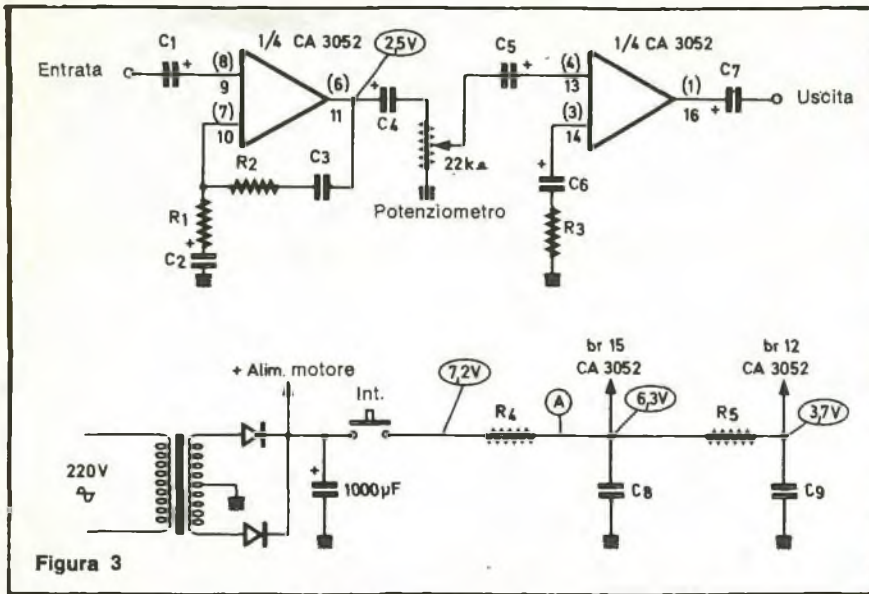 C1 +
1/4 CA 3052
2,5V
C5 +
1/4 CA 3052
C7
Entrata
(8)
9
(6)
11
+
C4
(4)
13
(1)
16
+
Uscita
(7)
10
(3)
14
R2
C3
22kΩ
+
C6
Potenziometro
R1
+
C2
R3
+ Alim. motore
Int.
7,2V
br 15
CA 3052
br 12
CA 3052
R4
A
6,3V
R5
3,7V
220V
+
1000µF
C8
C9
Figura 3